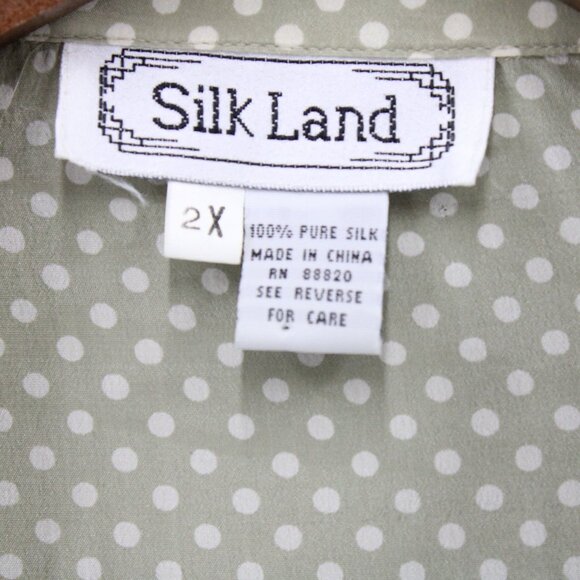 Silk Land
2X
100% PURE SILK
MADE IN CHINA
RN 88820
SEE REVERSE
FOR CARE